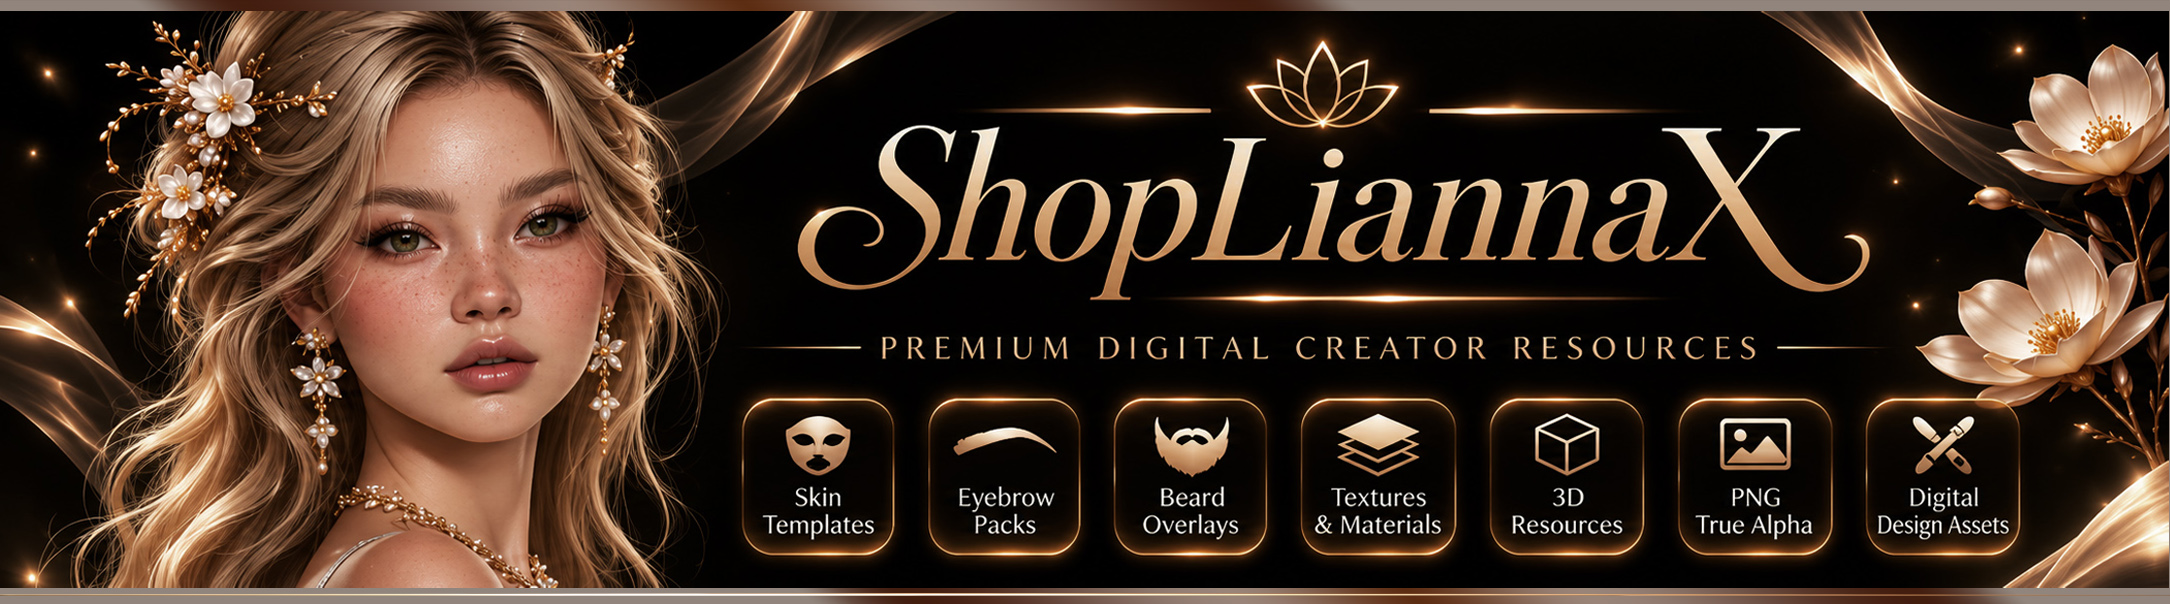 ShopLiannaX
PREMIUM DIGITAL CREATOR RESOURCES
Skin
Templates
Eyebrow
Packs
Beard
Overlays
Textures
& Materials
3D
Resources
PNG
True Alpha
Digital
Design Assets